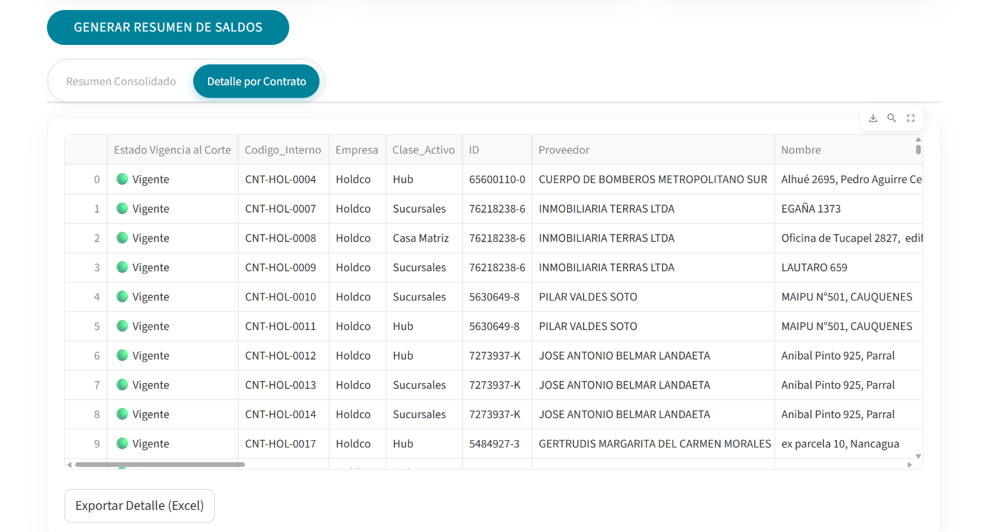 GENERAR RESUMEN DE SALDOS
Resumen Consolidado Detalle por Contrato
Estado Vigencia al Corte Codigo_Interno Empresa Clase_Activo ID Proveedor Nombre
0 Vigente CNT-HOL-0004 Holdco Hub 65600110-0 CUERPO DE BOMBEROS METROPOLITANO SUR Alhué 2695, Pedro Aguirre Ce
1 Vigente CNT-HOL-0007 Holdco Sucursales 76218238-6 INMOBILIARIA TERRAS LTDA EGAÑA 1373
2 Vigente CNT-HOL-0008 Holdco Casa Matriz 76218238-6 INMOBILIARIA TERRAS LTDA Oficina de Tucapel 2827, edif
3 Vigente CNT-HOL-0009 Holdco Sucursales 76218238-6 INMOBILIARIA TERRAS LTDA LAUTARO 659
4 Vigente CNT-HOL-0010 Holdco Sucursales 5630649-8 PILAR VALDES SOTO MAIPU N°501, CAUQUENES
5 Vigente CNT-HOL-0011 Holdco Hub 5630649-8 PILAR VALDES SOTO MAIPU N°501, CAUQUENES
6 Vigente CNT-HOL-0012 Holdco Hub 7273937-K JOSE ANTONIO BELMAR LANDAETA Anibal Pinto 925, Parral
7 Vigente CNT-HOL-0013 Holdco Sucursales 7273937-K JOSE ANTONIO BELMAR LANDAETA Anibal Pinto 925, Parral
8 Vigente CNT-HOL-0014 Holdco Sucursales 7273937-K JOSE ANTONIO BELMAR LANDAETA Anibal Pinto 925, Parral
9 Vigente CNT-HOL-0017 Holdco Hub 5484927-3 GERTRUDIS MARGARITA DEL CARMEN MORALES ex parcela 10, Nancagua
Exportar Detalle (Excel)